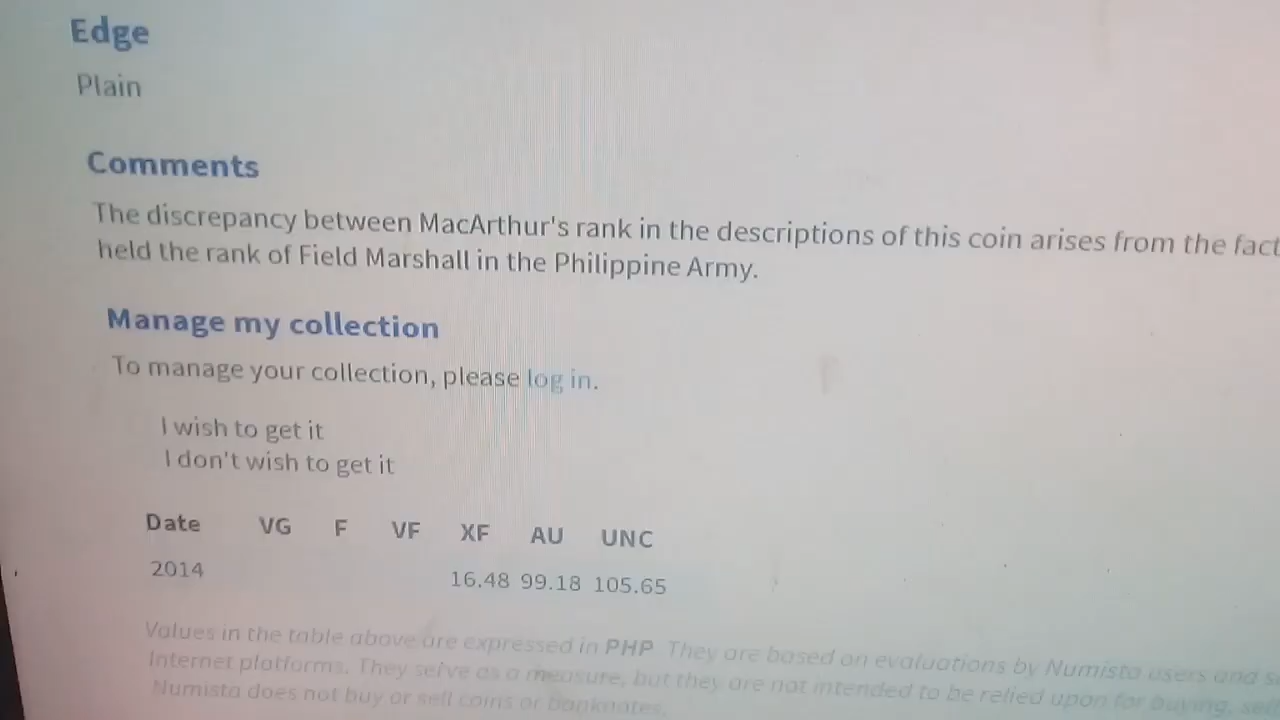 Edge
Plain
Comments
The discrepancy between MacArthur's rank in the descriptions of this coin arises from the fact
held the rank of Field Marshall in the Philippine Army.
Manage my collection
To manage your collection, please log in.
I wish to get it
I don't wish to get it
Date VG F VF XF AU UNC
2014 16.48 99.18 105.65
Values in the table above are expressed in PHP. They are based on evaluations by Numista users and
Internet platforms. They serve as a measure, but they are not intended to be relied upon for buying,
Numista does not buy or sell coins or banknotes.